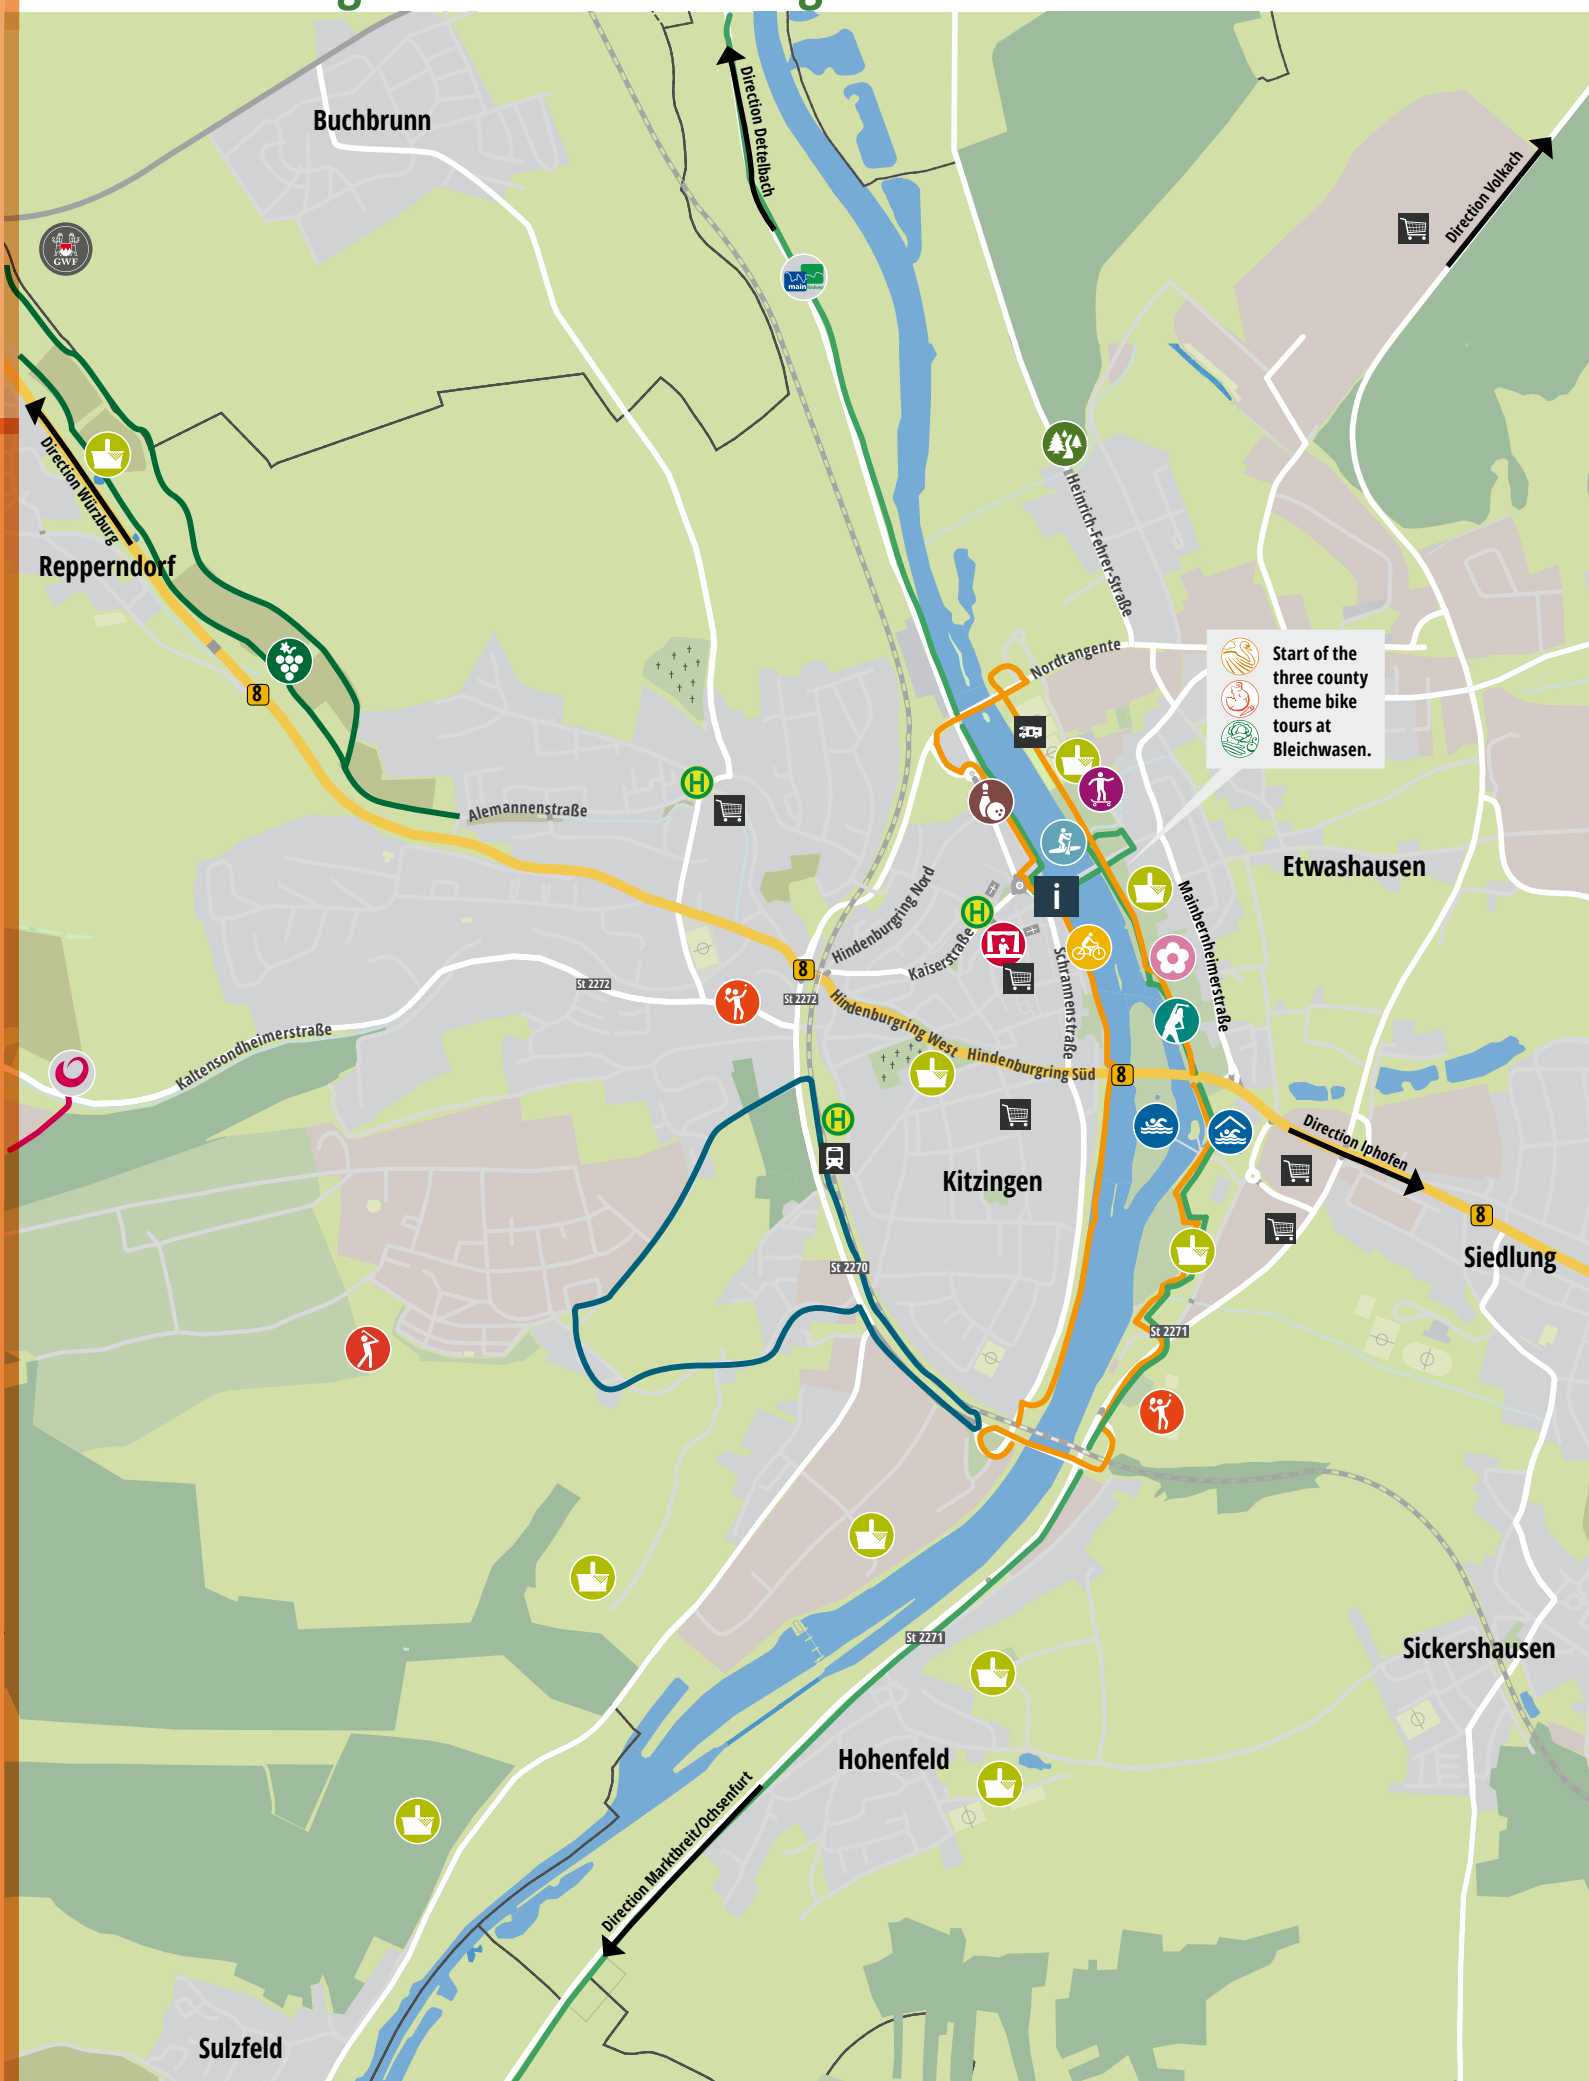 Buchbrunn
Direction Dettelbach
Direction Volkach
GWF
main
Direction Würzburg
Repperndorf
Heinrich-Fehrer-Straße
Nordtangente
Start of the
three county
theme bike
tours at
Bleichwasen.
8
H
Alemannenstraße
Etwashausen
i
H
Hindenburgring Nord
Kaiserstraße
Schrannenstraße
Mainbernheimerstraße
8
St 2272
St 2272
Hindenburgring West
Hindenburgring Süd
8
Kaltensondheimerstraße
H
Direction Iphofen
Kitzingen
8
Siedlung
St 2270
St 2271
St 2271
Sickershausen
Hohenfeld
Direction Marktbreit/Ochsenfurt
Sulzfeld